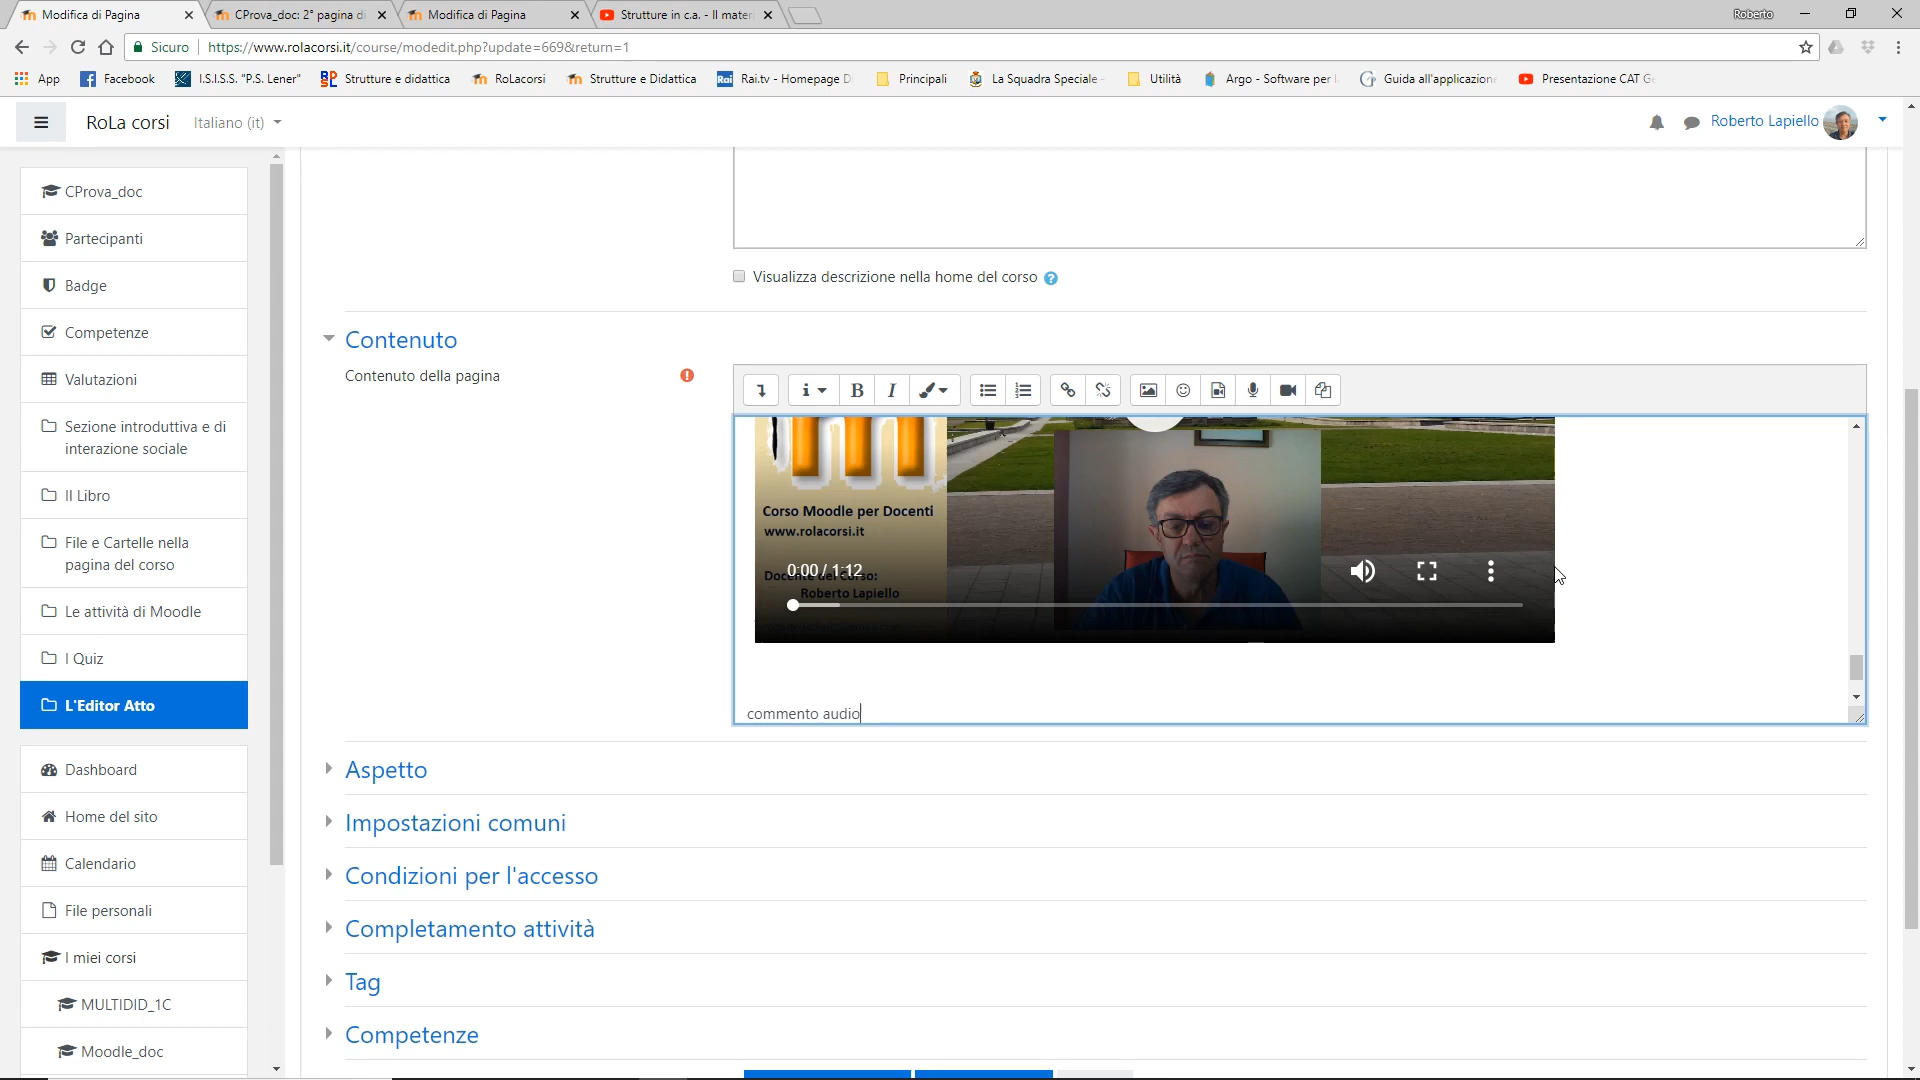 Modifica di Pagina
CProva_doc: 2° pagina di
Modifica di Pagina
Strutture in c.a. - Il mater
Roberto
Sicuro
https://www.rolacorsi.it/course/modedit.php?update=669&return=1
App
Facebook
I.S.I.S.S. "P.S. Lener"
Strutture e didattica
RoLacorsi
Strutture e Didattica
Rai.tv - Homepage D
Principali
La Squadra Speciale
Utilità
Argo - Software per
Guida all'applicazion
Presentazione CAT Ge
RoLa corsi
Italiano (it)
Roberto Lapiello
CProva_doc
Partecipanti
Badge
Competenze
Valutazioni
Sezione introduttiva e di
interazione sociale
Il Libro
File e Cartelle nella
pagina del corso
Le attività di Moodle
I Quiz
L'Editor Atto
Dashboard
Home del sito
Calendario
File personali
I miei corsi
MULTIDID_1C
Moodle_doc
Visualizza descrizione nella home del corso
Contenuto
Contenuto della pagina
Corso Moodle per Docenti
www.rolacorsi.it
0:00 / 1:12
Docente del Corso:
Roberto Lapiello
commento audio
Aspetto
Impostazioni comuni
Condizioni per l'accesso
Completamento attività
Tag
Competenze